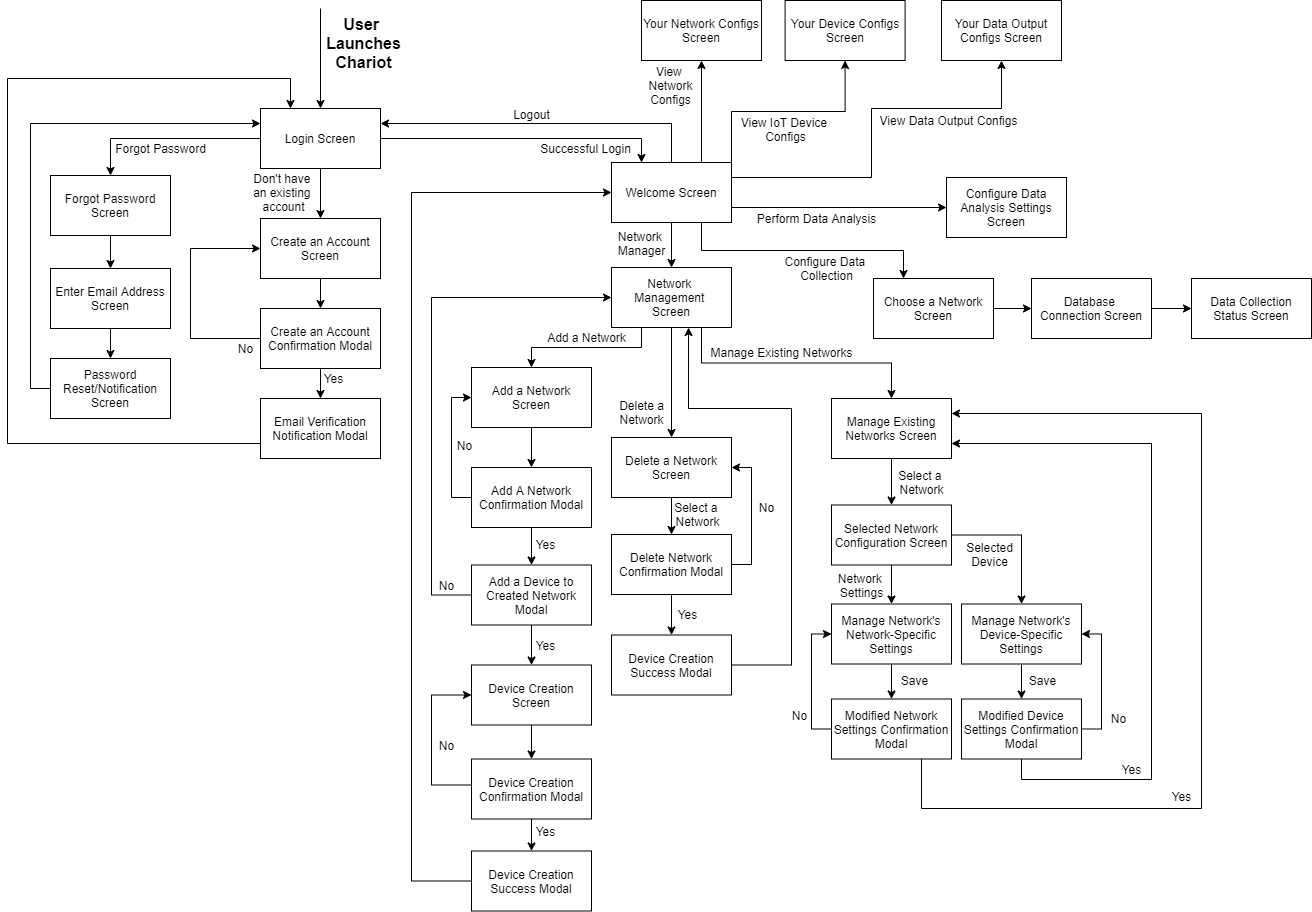 User
Launches
Chariot
Your Network Configs
Screen
Your Device Configs
Screen
Your Data Output
Configs Screen
View
Network
Configs
View IoT Device
Configs
View Data Output Configs
Logout
Login Screen
Successful Login
Forgot Password
Don't have
an existing
account
Forgot Password
Screen
Welcome Screen
Configure Data
Analysis Settings
Screen
Perform Data Analysis
Create an Account
Screen
Network
Manager
Configure Data
Collection
Enter Email Address
Screen
Network
Management
Screen
Choose a Network
Screen
Database
Connection Screen
Data Collection
Status Screen
Create an Account
Confirmation Modal
No
Yes
Add a Network
Manage Existing Networks
Password
Reset/Notification
Screen
Email Verification
Notification Modal
Add a Network
Screen
Delete a
Network
Manage Existing
Networks Screen
No
Delete a Network
Screen
Select a
Network
Add A Network
Confirmation Modal
Select a
Network
No
Selected Network
Configuration Screen
Selected
Device
Yes
Delete Network
Confirmation Modal
Network
Settings
No
Add a Device to
Created Network
Modal
Yes
Manage Network's
Network-Specific
Settings
Manage Network's
Device-Specific
Settings
Yes
Device Creation
Success Modal
Save
Save
Device Creation
Screen
No
Modified Network
Settings Confirmation
Modal
Modified Device
Settings Confirmation
Modal
No
No
Yes
Device Creation
Confirmation Modal
Yes
Yes
Device Creation
Success Modal